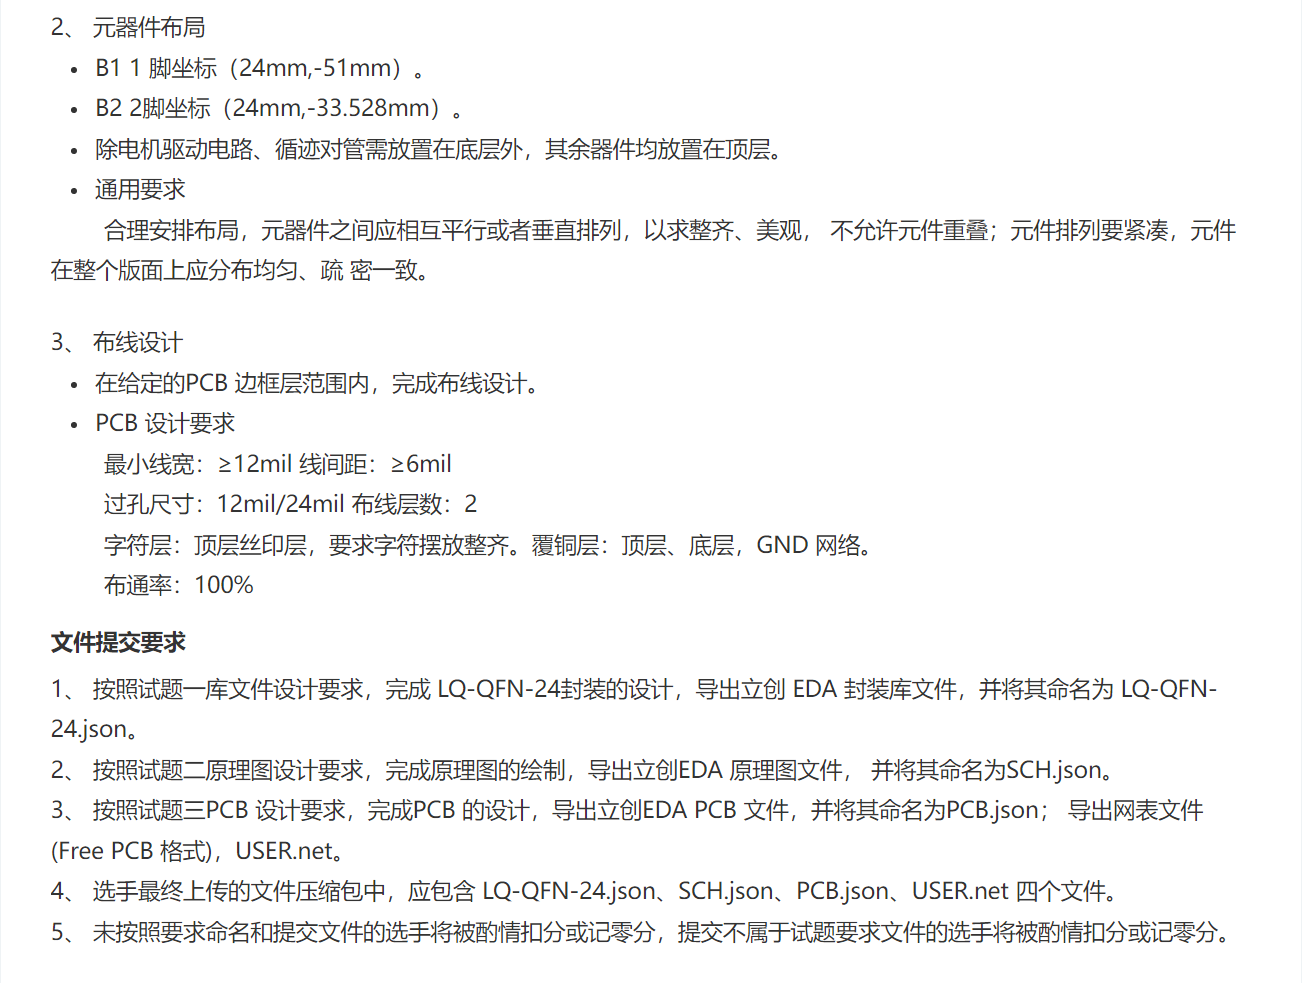 2、 元器件布局
• B1 1 脚坐标（24mm,-51mm）。
• B2 2脚坐标（24mm,-33.528mm）。
• 除电机驱动电路、循迹对管需放置在底层外，其余器件均放置在顶层。
• 通用要求
合理安排布局，元器件之间应相互平行或者垂直排列，以求整齐、美观， 不允许元件重叠；元件排列要紧凑，元件
在整个版面上应分布均匀、疏 密一致。
3、 布线设计
• 在给定的PCB 边框层范围内，完成布线设计。
• PCB 设计要求
最小线宽：≥12mil 线间距：≥6mil
过孔尺寸：12mil/24mil 布线层数：2
字符层：顶层丝印层，要求字符摆放整齐。覆铜层：顶层、底层，GND 网络。
布通率：100%
文件提交要求
1、 按照试题一库文件设计要求，完成 LQ-QFN-24封装的设计，导出立创 EDA 封装库文件，并将其命名为 LQ-QFN-
24.json。
2、 按照试题二原理图设计要求，完成原理图的绘制，导出立创EDA 原理图文件， 并将其命名为SCH.json。
3、 按照试题三PCB 设计要求，完成PCB 的设计，导出立创EDA PCB 文件，并将其命名为PCB.json； 导出网表文件
(Free PCB 格式)，USER.net。
4、 选手最终上传的文件压缩包中，应包含 LQ-QFN-24.json、SCH.json、PCB.json、USER.net 四个文件。
5、 未按照要求命名和提交文件的选手将被酌情扣分或记零分，提交不属于试题要求文件的选手将被酌情扣分或记零分。